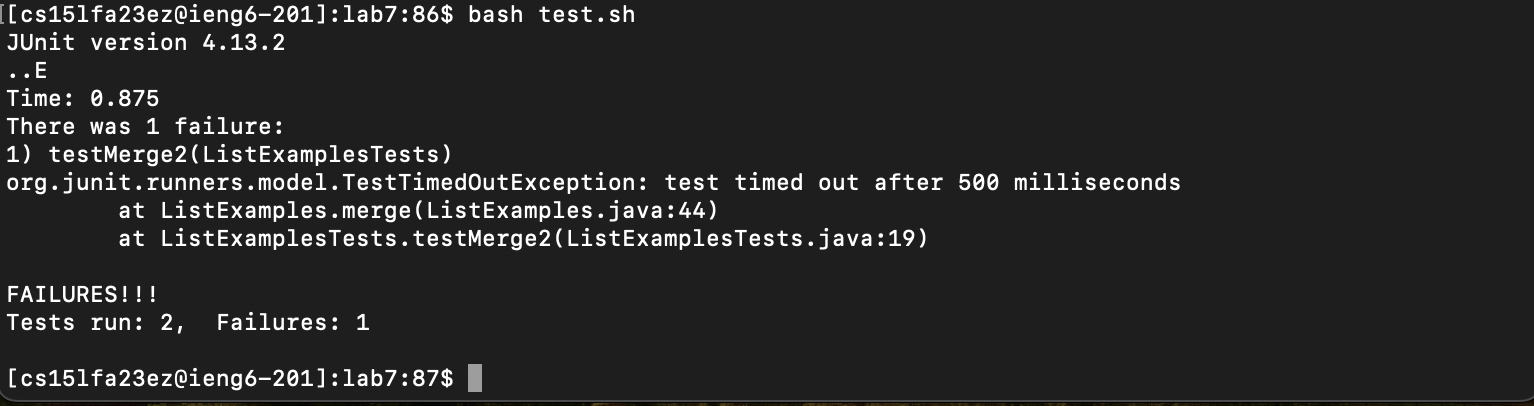 [[cs15lfa23ez@ieng6-201]:lab7:86$ bash test.sh
JUnit version 4.13.2
..E
Time: 0.875
There was 1 failure:
1) testMerge2(ListExamplesTests)
org.junit.runners.model.TestTimedOutException: test timed out after 500 milliseconds
        at ListExamples.merge(ListExamples.java:44)
        at ListExamplesTests.testMerge2(ListExamplesTests.java:19)
FAILURES!!!
Tests run: 2,  Failures: 1
[cs15lfa23ez@ieng6-201]:lab7:87$